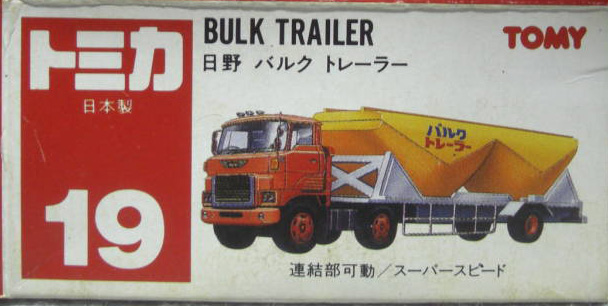 トミカ
日本製
19
BULK TRAILER
TOMY
日野 バルク トレーラー
バルク
トレーラー
連結部可動/スーパースピード